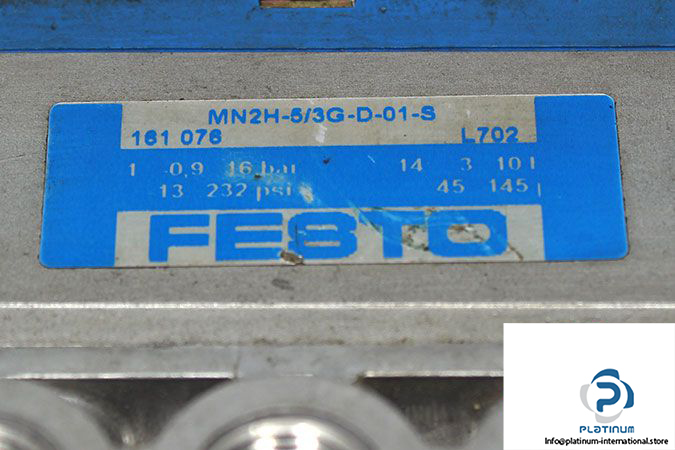 MN2H-5/3G-D-01-S
161 076 L702
1 -0,9 16 bar 14 3 10
13 232 psi 45 145
FESTO
PLATINUM
Info@platinum-international.store